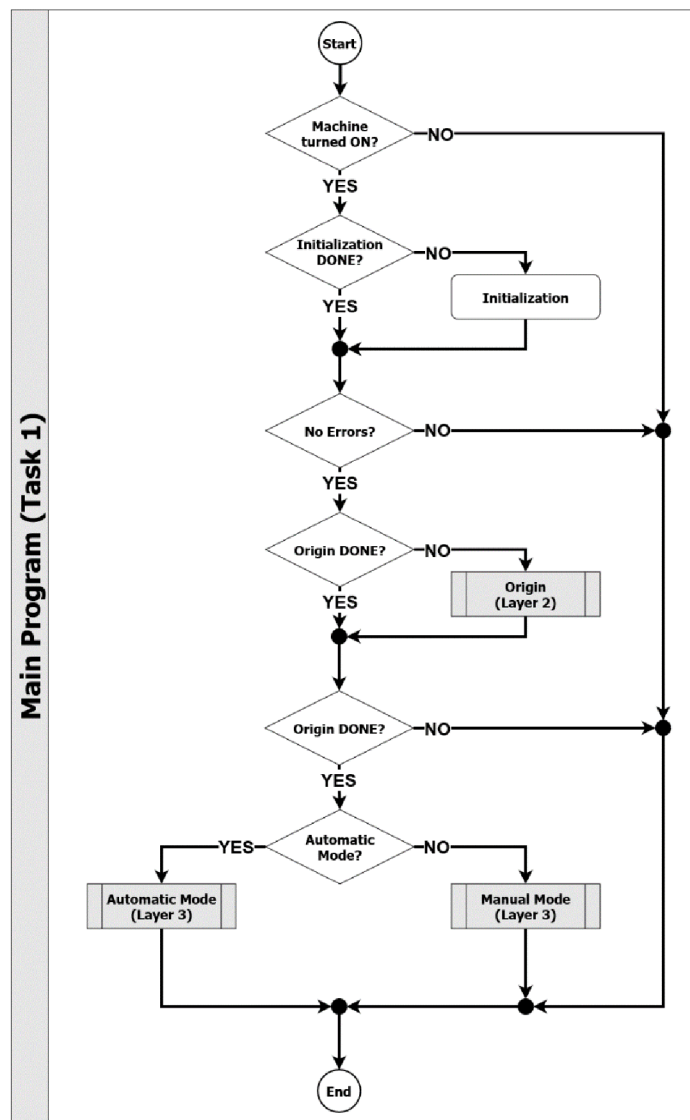 Main Program (Task 1)
Start
Machine
turned ON?
NO
YES
Initialization
DONE?
NO
Initialization
YES
No Errors?
NO
YES
Origin DONE?
NO
Origin
(Layer 2)
YES
Origin DONE?
NO
YES
Automatic
Mode?
YES
NO
Automatic Mode
(Layer 3)
Manual Mode
(Layer 3)
End